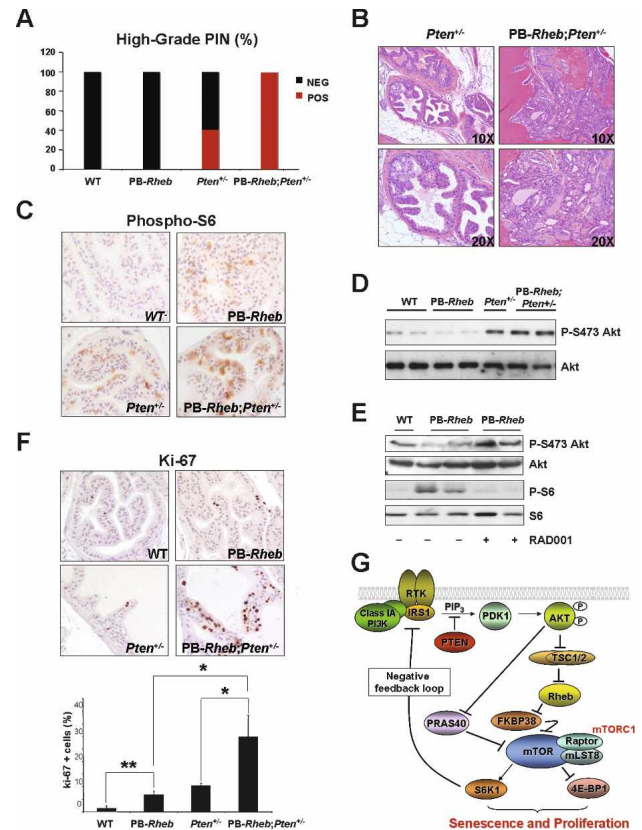 A
High-Grade PIN (%)
120
100
80
60
40
20
0
NEG
POS
WT PB-Rheb Pten+/- PB-Rheb;Pten+/-
B
Pten+/- PB-Rheb;Pten+/-
10X 10X
20X 20X
C
Phospho-S6
WT PB-Rheb
Pten+/- PB-Rheb;Pten+/-
D
WT PB-Rheb Pten+/- PB-Rheb;
Pten+/-
P-S473 Akt
Akt
E
WT PB-Rheb PB-Rheb
P-S473 Akt
Akt
P-S6
S6
– – – + + RAD001
F
Ki-67
WT PB-Rheb
Pten+/- PB-Rheb;Pten+/-
ki-67 + cells (%)
50
40
30
20
10
0
** * *
WT PB-Rheb Pten+/- PB-Rheb;Pten+/-
G
RTK
Class IA
PI3K
IRS1
PIP3
PDK1
AKT
P
P
PTEN
TSC1/2
Negative
feedback loop
Rheb
PRAS40
FKBP38
mTORC1
Raptor
mTOR
mLST8
S6K1
4E-BP1
Senescence and Proliferation